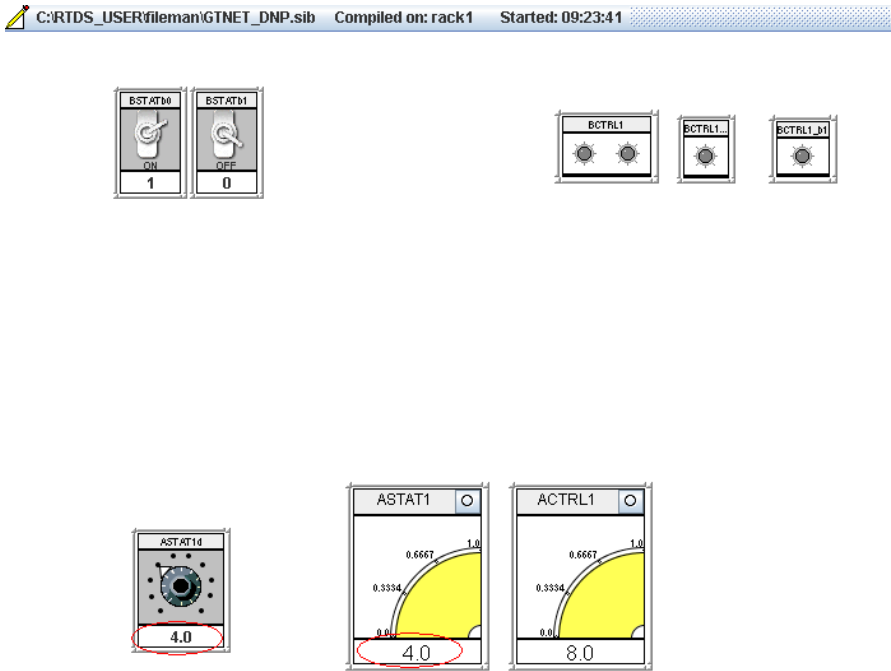 C:\RTDS_USER\fileman\GTNET_DNP.sib Compiled on: rack1 Started: 09:23:41
BSTATb0 BSTATb1
ON OFF
1 0
BCTRL1 BCTRL1... BCTRL1_b1
ASTAT1 ACTRL1
ASTAT1d
1.0 1.0
0.6667 0.6667
0.3334 0.3334
0.0 0.0
4.0 4.0 8.0